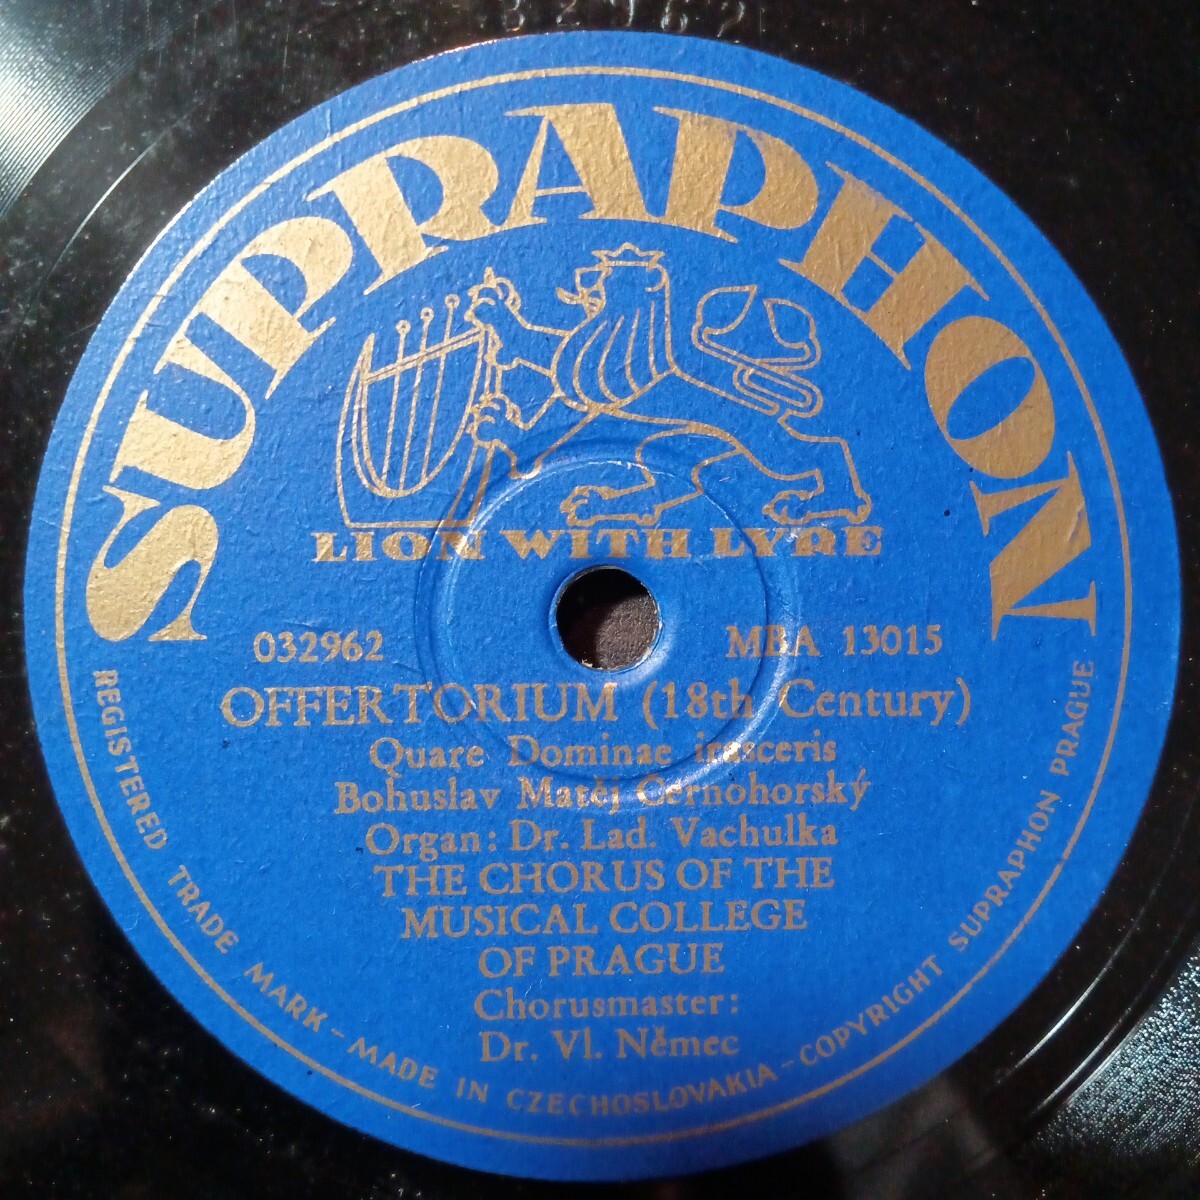 32962
SUPRAPHON
LION WITH LYRE
032962 MBA 13015
OFFERTORIUM (18th Century)
Quare Dominae irasceris
Bohuslav Matěj Černohorský
Organ: Dr. Lad. Vachulka
THE CHORUS OF THE
MUSICAL COLLEGE
OF PRAGUE
Chorusmaster:
Dr. Vl. Němec
REGISTERED TRADE MARK – MADE IN CZECHOSLOVAKIA – COPYRIGHT SUPRAPHON PRAGUE